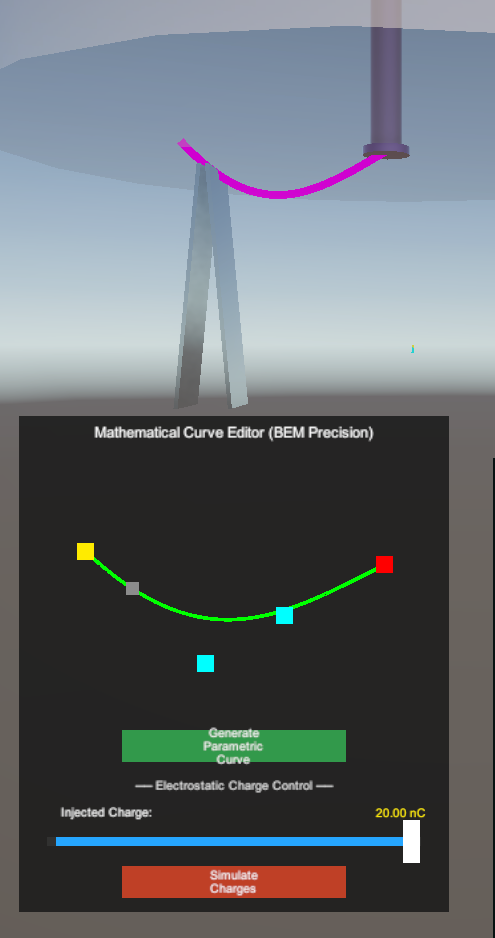 Mathematical Curve Editor (BEM Precision)
Generate
Parametric
Curve
── Electrostatic Charge Control ──
Injected Charge: 20.00 nC
Simulate
Charges